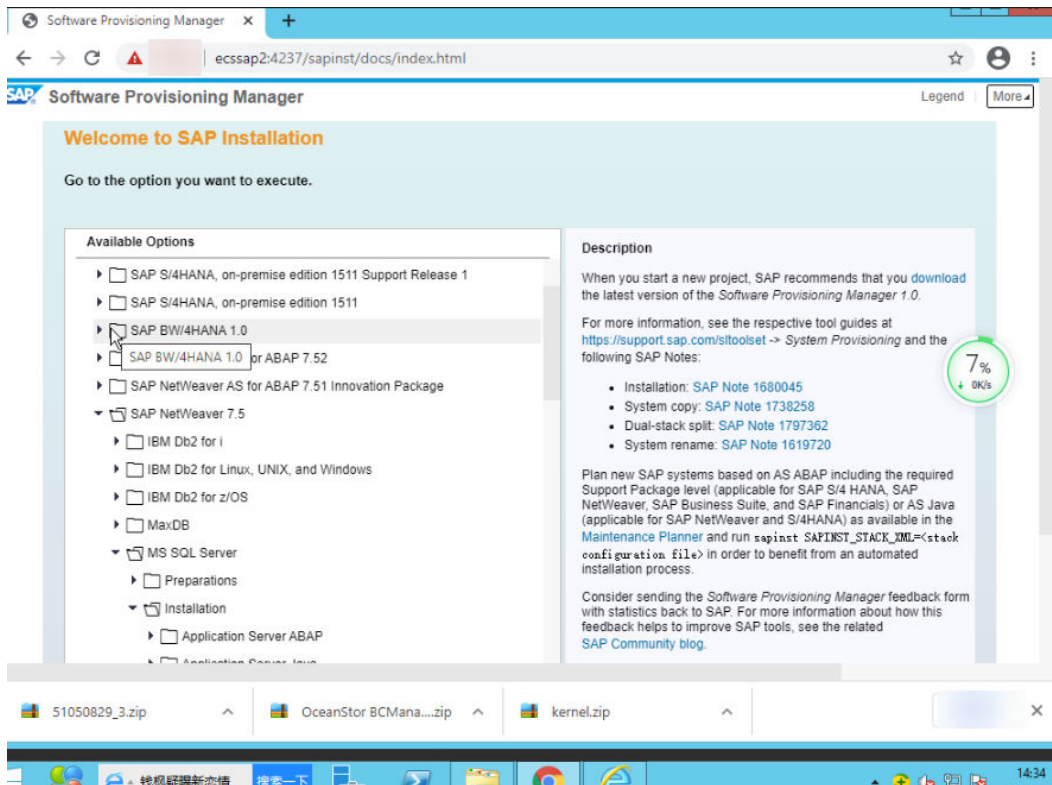 Software Provisioning Manager
ecssap2:4237/sapinst/docs/index.html
SAP Software Provisioning Manager
Legend
More
Welcome to SAP Installation
Go to the option you want to execute.
Available Options
SAP S/4HANA, on-premise edition 1511 Support Release 1
SAP S/4HANA, on-premise edition 1511
SAP BW/4HANA 1.0
SAP BW/4HANA 1.0
or ABAP 7.52
SAP NetWeaver AS for ABAP 7.51 Innovation Package
SAP NetWeaver 7.5
IBM Db2 for i
IBM Db2 for Linux, UNIX, and Windows
IBM Db2 for z/OS
MaxDB
MS SQL Server
Preparations
Installation
Application Server ABAP
Application Server Java
Description
When you start a new project, SAP recommends that you download
the latest version of the Software Provisioning Manager 1.0.
For more information, see the respective tool guides at
https://support.sap.com/sltoolset -> System Provisioning and the
following SAP Notes:
• Installation: SAP Note 1680045
• System copy: SAP Note 1738258
• Dual-stack split: SAP Note 1797362
• System rename: SAP Note 1619720
Plan new SAP systems based on AS ABAP including the required
Support Package level (applicable for SAP S/4 HANA, SAP
NetWeaver, SAP Business Suite, and SAP Financials) or AS Java
(applicable for SAP NetWeaver and S/4HANA) as available in the
Maintenance Planner and run sapinst SAPINST_STACK_XML=<stack
configuration file> in order to benefit from an automated
installation process.
Consider sending the Software Provisioning Manager feedback form
with statistics back to SAP. For more information about how this
feedback helps to improve SAP tools, see the related
SAP Community blog.
7%
0K/s
51050829_3.zip
OceanStor BCMana....zip
kernel.zip
搜索一下
14:34